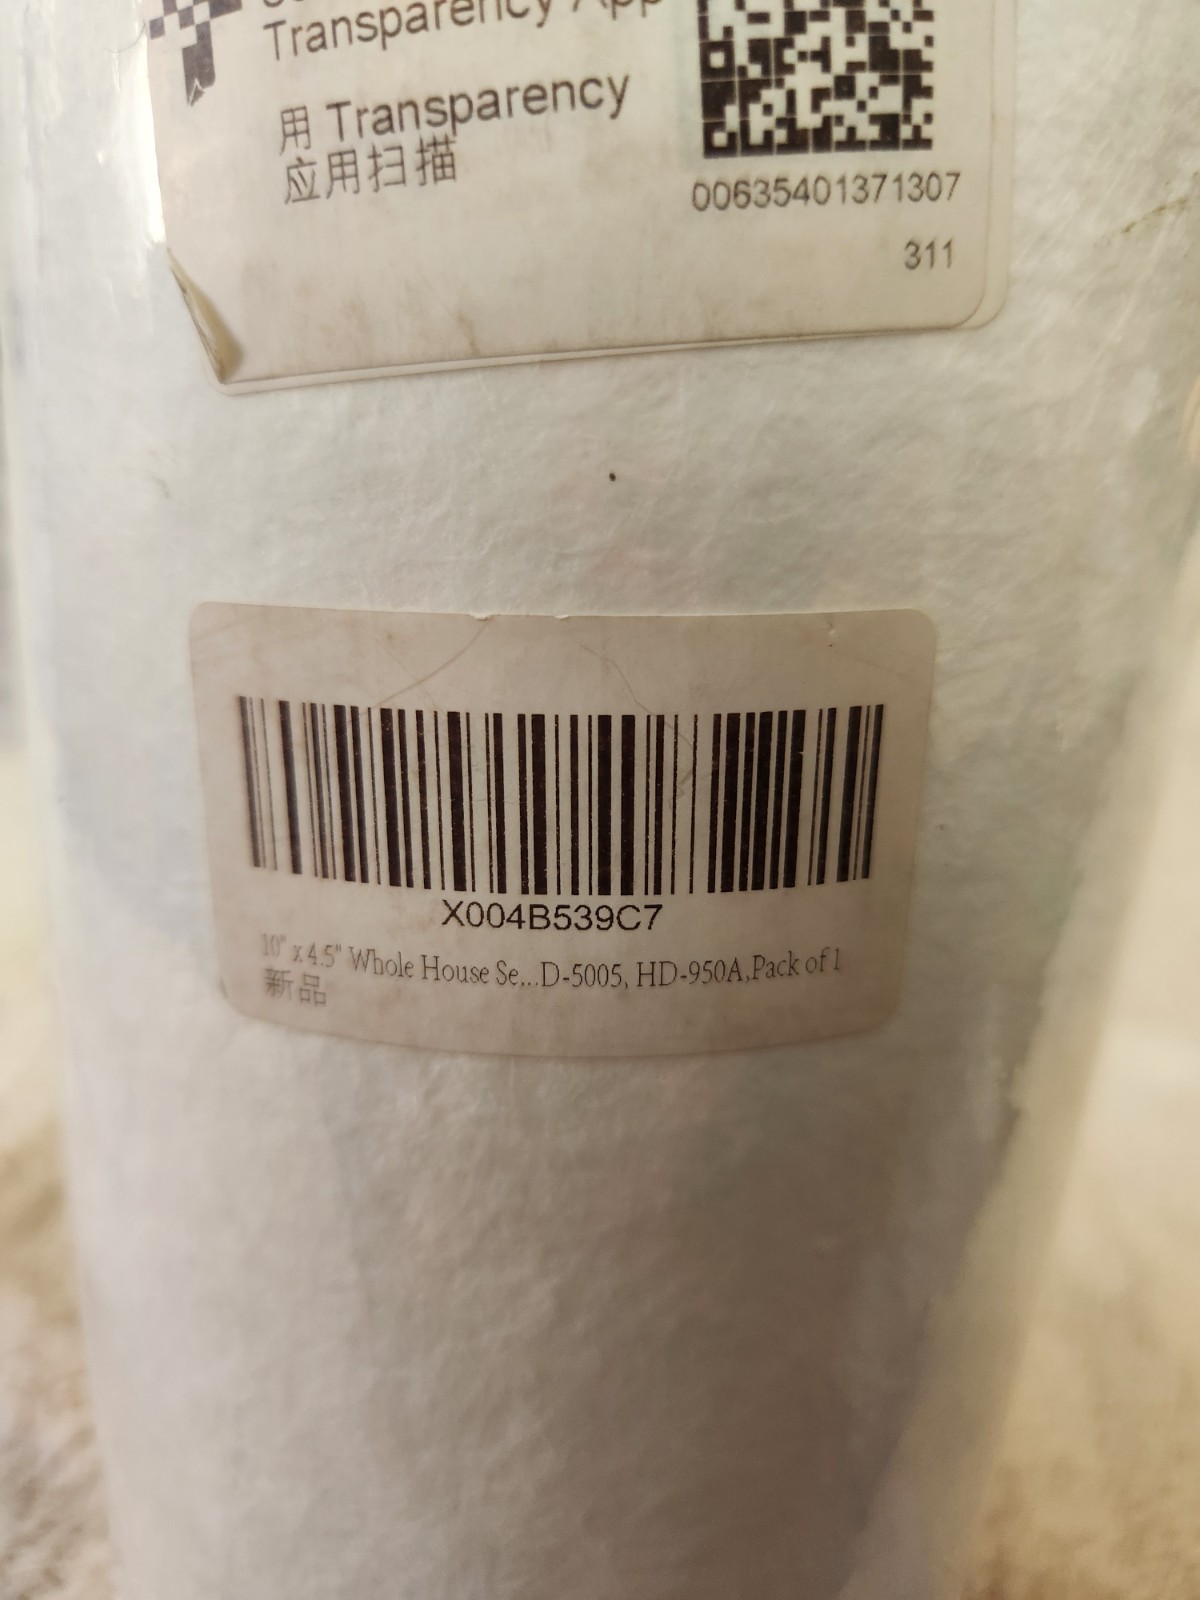 Transparency App
用 Transparency
应用扫描
00635401371307
311
X004B539C7
10" x 4.5" Whole House Se...D-5005, HD-950A,Pack of 1
新品